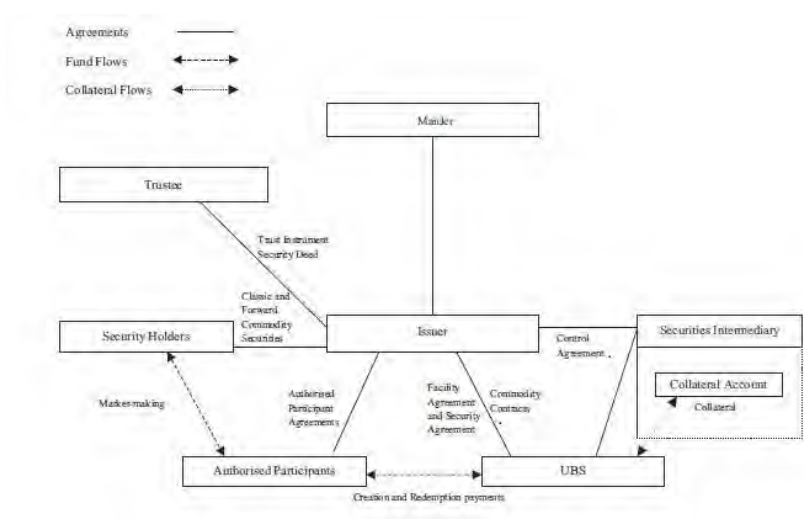 Agreements
Fund Flows
Collateral Flows
Manler
Trustee
Trust Instrument
Security Deed
Classic and
Forward
Commodity
Securities
Security Holders
Issuer
Control
Agreement
Securities Intermediary
Collateral Account
Collateral
Market-making
Authorised
Participant
Agreements
Facility
Agreement
and Security
Agreement
Commodity
Contracts
Authorised Participants
UBS
Creation and Redemption payments